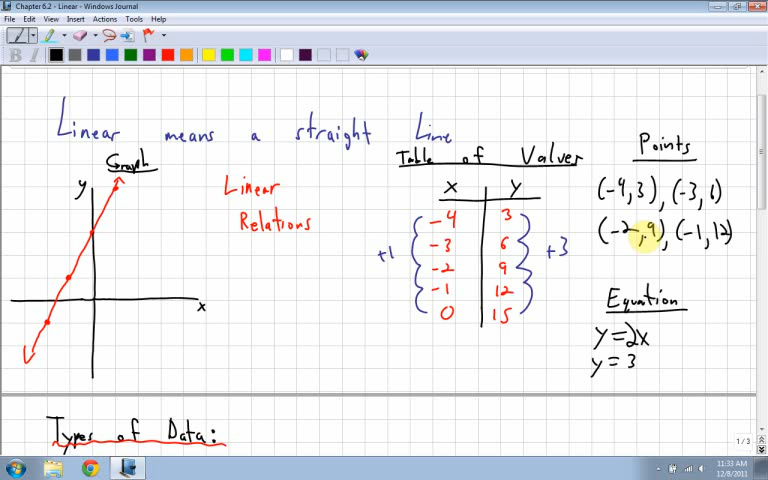 Chapter 6.2 - Linear - Windows Journal
File Edit View Insert Actions Tools Help
B I
Linear means a straight Line
Graph
y
x
Linear
Relations
Table of Values
X Y
-4 3
-3 6
-2 9
-1 12
0 15
+1
+3
Points
(-4,3), (-3,6)
(-2,9), (-1,12)
Equation
y=2x
y=3
Types of Data:
1 / 3
11:33 AM
12/8/2011